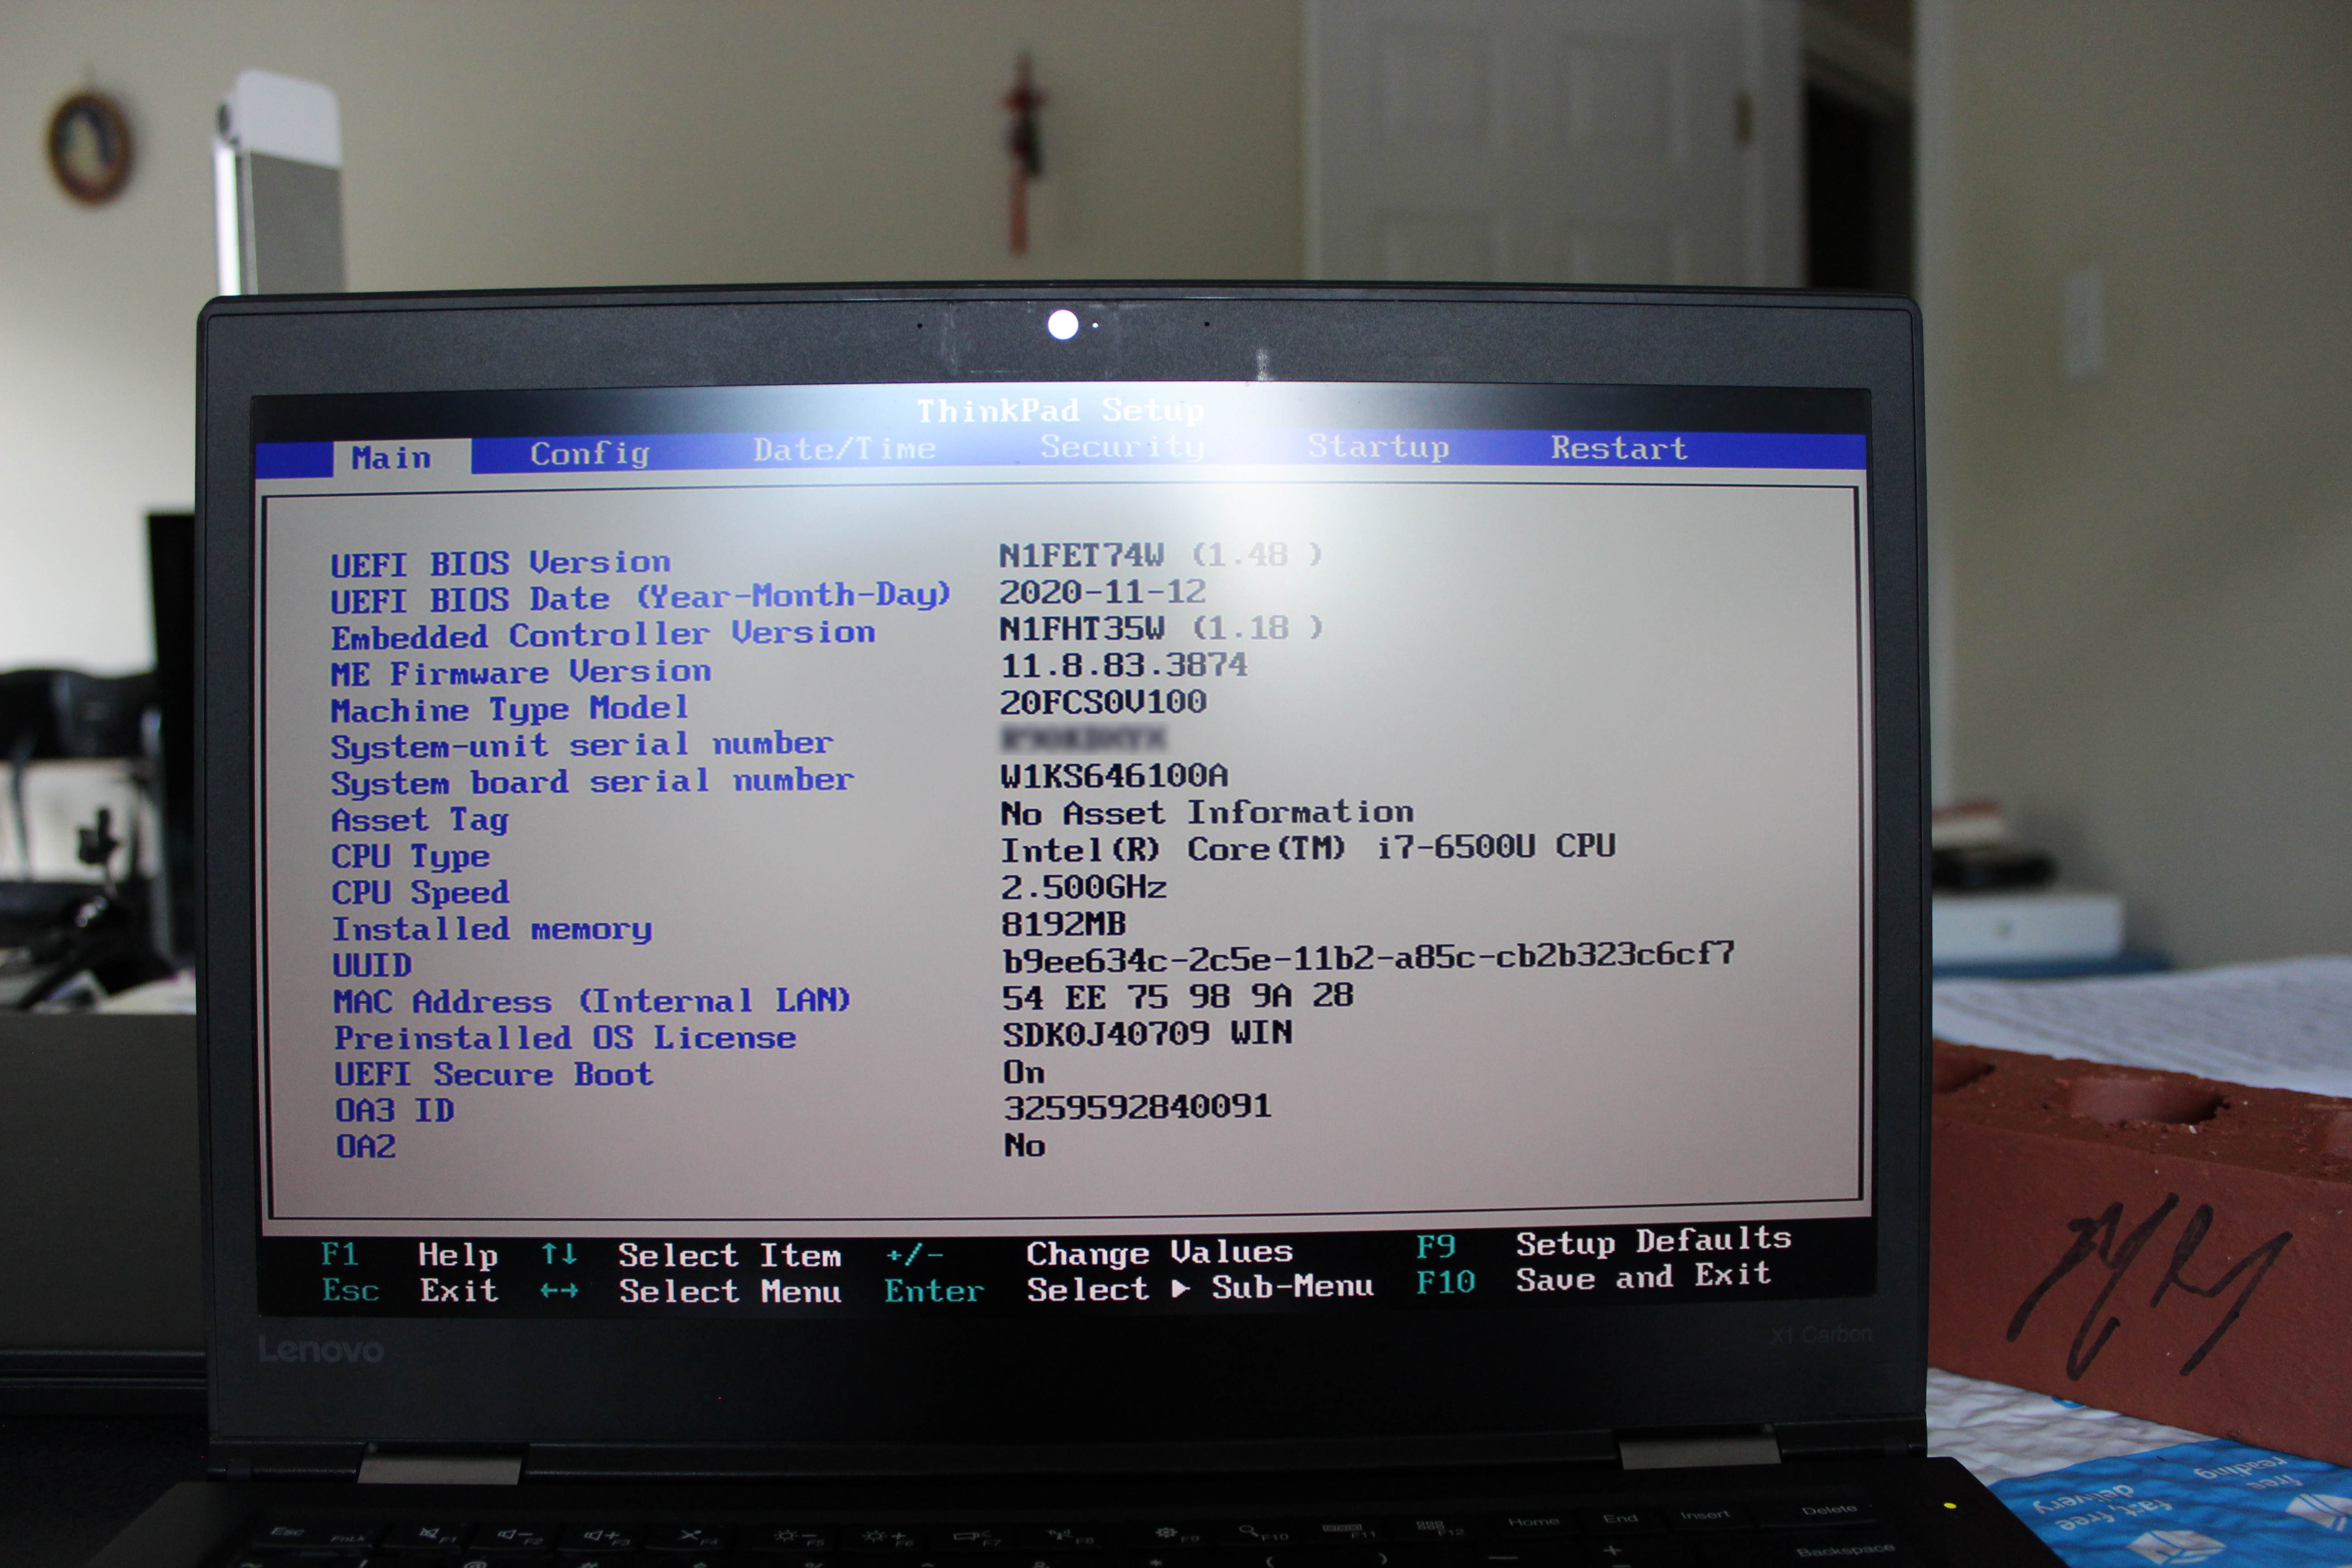 ThinkPad Setup
Main Config Date/Time Security Startup Restart
UEFI BIOS Version N1FET74W (1.48 )
UEFI BIOS Date (Year-Month-Day) 2020-11-12
Embedded Controller Version N1FHT35W (1.18 )
ME Firmware Version 11.8.83.3874
Machine Type Model 20FCS0V100
System-unit serial number
System board serial number W1KS646100A
Asset Tag No Asset Information
CPU Type Intel(R) Core(TM) i7-6500U CPU
CPU Speed 2.500GHz
Installed memory 8192MB
UUID b9ee634c-2c5e-11b2-a85c-cb2b323c6cf7
MAC Address (Internal LAN) 54 EE 75 98 9A 28
Preinstalled OS License SDK0J40709 WIN
UEFI Secure Boot On
OA3 ID 3259592840091
OA2 No
F1 Help ↑↓ Select Item +/- Change Values F9 Setup Defaults
Esc Exit ←→ Select Menu Enter Select ▶ Sub-Menu F10 Save and Exit
Lenovo X1 Carbon
Esc FnLk F1 F2 F3 F4 F5 F6 F7 F8 F9 F10 F11 F12 Home End Insert Delete
Backspace
fast, free
delivery
free
reading